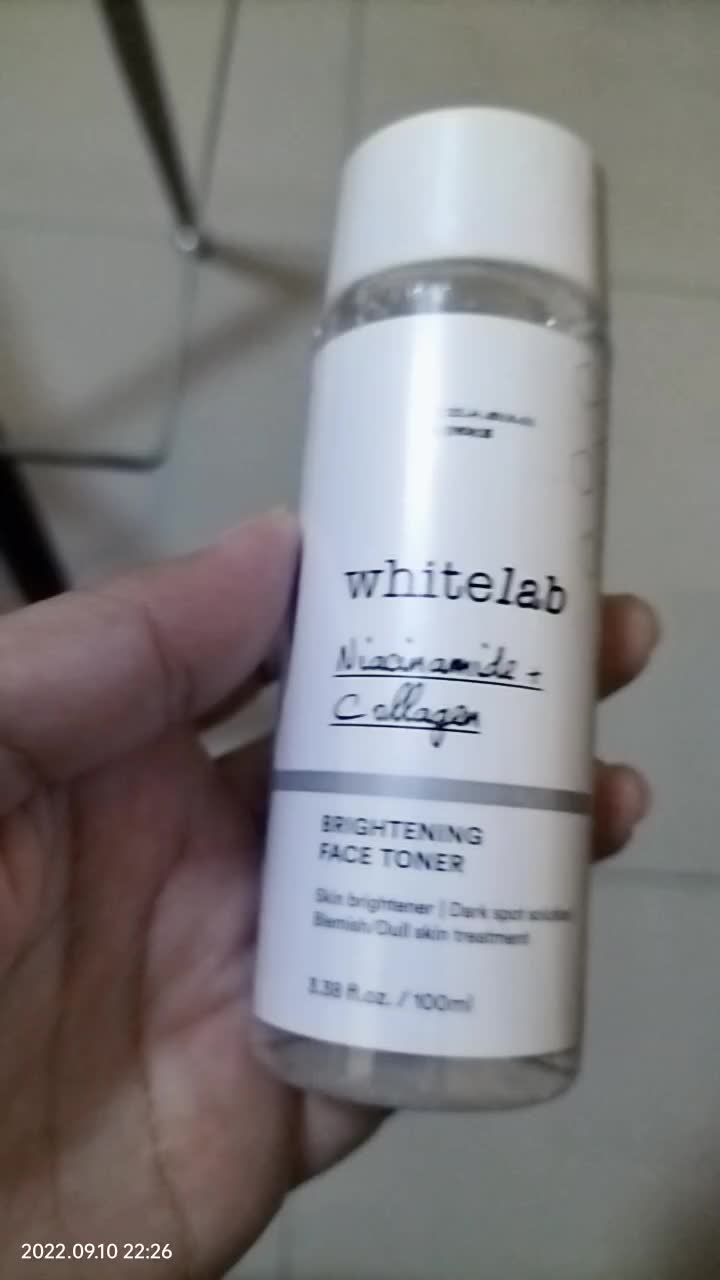 whitelab
Niacinamide +
Collagen
BRIGHTENING
FACE TONER
Skin brightener | Dark spot
Blemish/Dull skin treatment
3.38 fl.oz. / 100ml
2022.09.10 22:26